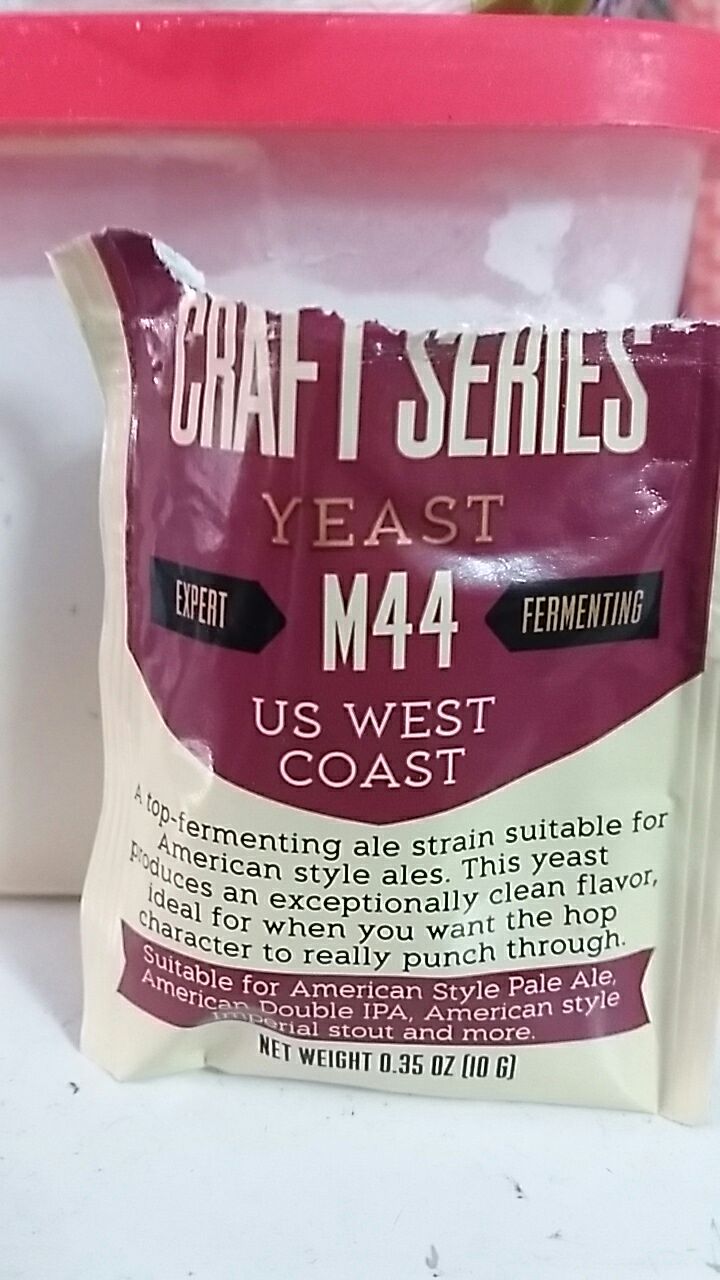 CRAFT SERIES
YEAST
EXPERT M44 FERMENTING
US WEST
COAST
A top-fermenting ale strain suitable for
American style ales. This yeast
produces an exceptionally clean flavor,
ideal for when you want the hop
character to really punch through.
Suitable for American Style Pale Ale,
American Double IPA, American style
Imperial stout and more.
NET WEIGHT 0.35 OZ (10 G)